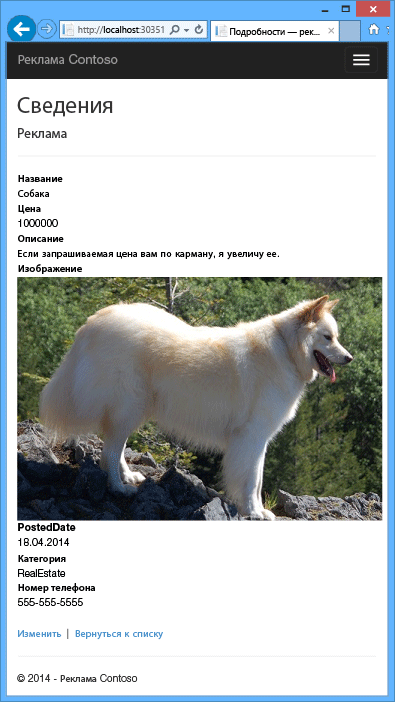 http://localhost:30351
Подробности — рек...
Реклама Contoso
Сведения
Реклама
Название
Собака
Цена
1000000
Описание
Если запрашиваемая цена вам по карману, я увеличу ее.
Изображение
PostedDate
18.04.2014
Категория
RealEstate
Номер телефона
555-555-5555
Изменить | Вернуться к списку
© 2014 - Реклама Contoso